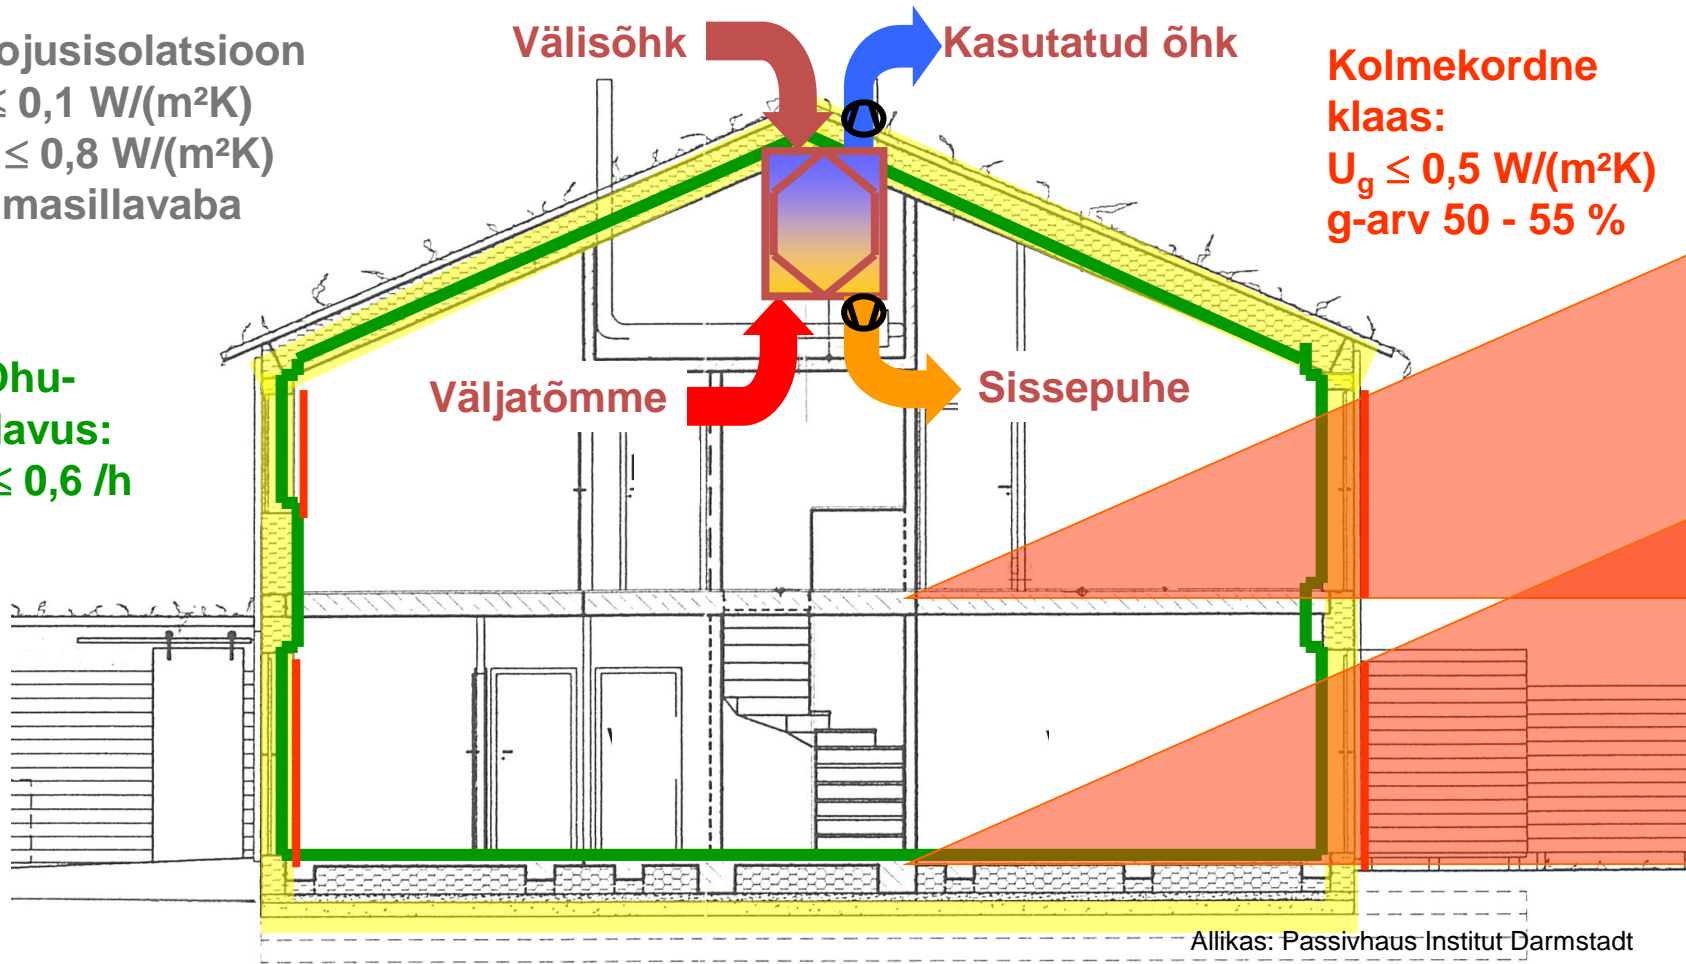 ojusisolatsioon
≤ 0,1 W/(m²K)
≤ 0,8 W/(m²K)
masillavaba
Välisõhk
Kasutatud õhk
Kolmekordne
klaas:
Ug ≤ 0,5 W/(m²K)
g-arv 50 - 55 %
Õhu-
lavus:
≤ 0,6 /h
Väljatõmme
Sissepuhe
Allikas: Passivhaus Institut Darmstadt